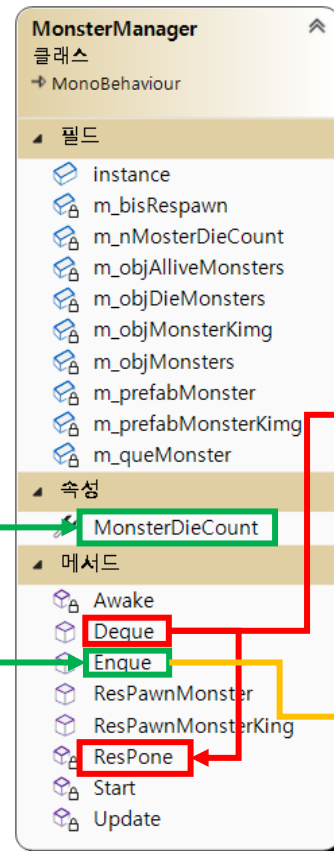 MonsterManager
클래스
MonoBehaviour
필드
instance
m_bisRespawn
m_nMosterDieCount
m_objAlliveMonsters
m_objDieMonsters
m_objMonsterKimg
m_objMonsters
m_prefabMonster
m_prefabMonsterKimg
m_queMonster
속성
MonsterDieCount
메서드
Awake
Deque
Enque
ResPawnMonster
ResPawnMonsterKing
ResPone
Start
Update